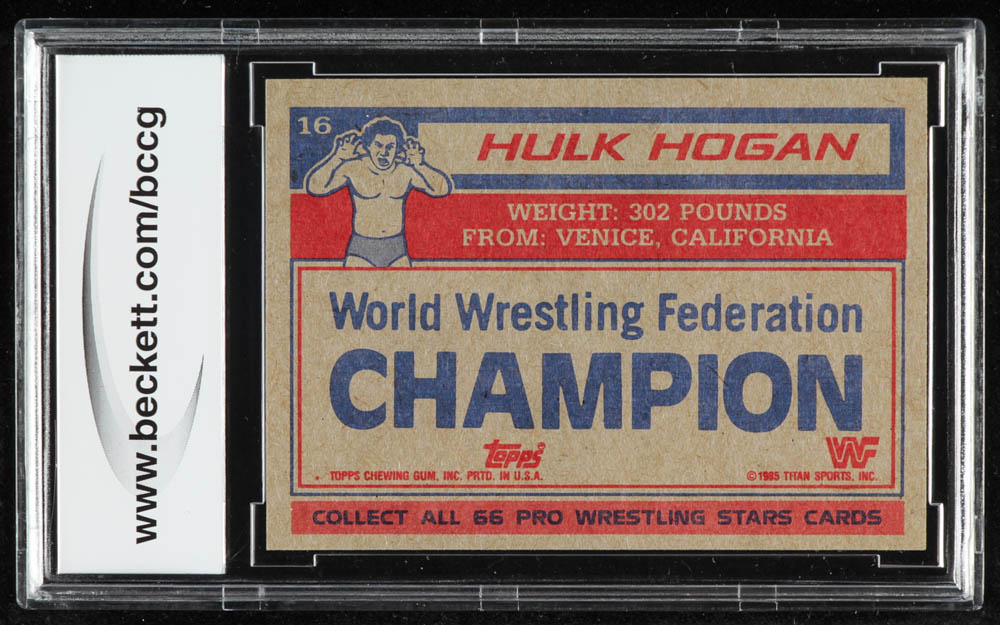 www.beckett.com/bccg
16
HULK HOGAN
WEIGHT: 302 POUNDS
FROM: VENICE, CALIFORNIA
World Wrestling Federation
CHAMPION
topps
WF
TOPPS CHEWING GUM, INC. PRTD. IN U.S.A.
©1985 TITAN SPORTS, INC.
COLLECT ALL 66 PRO WRESTLING STARS CARDS